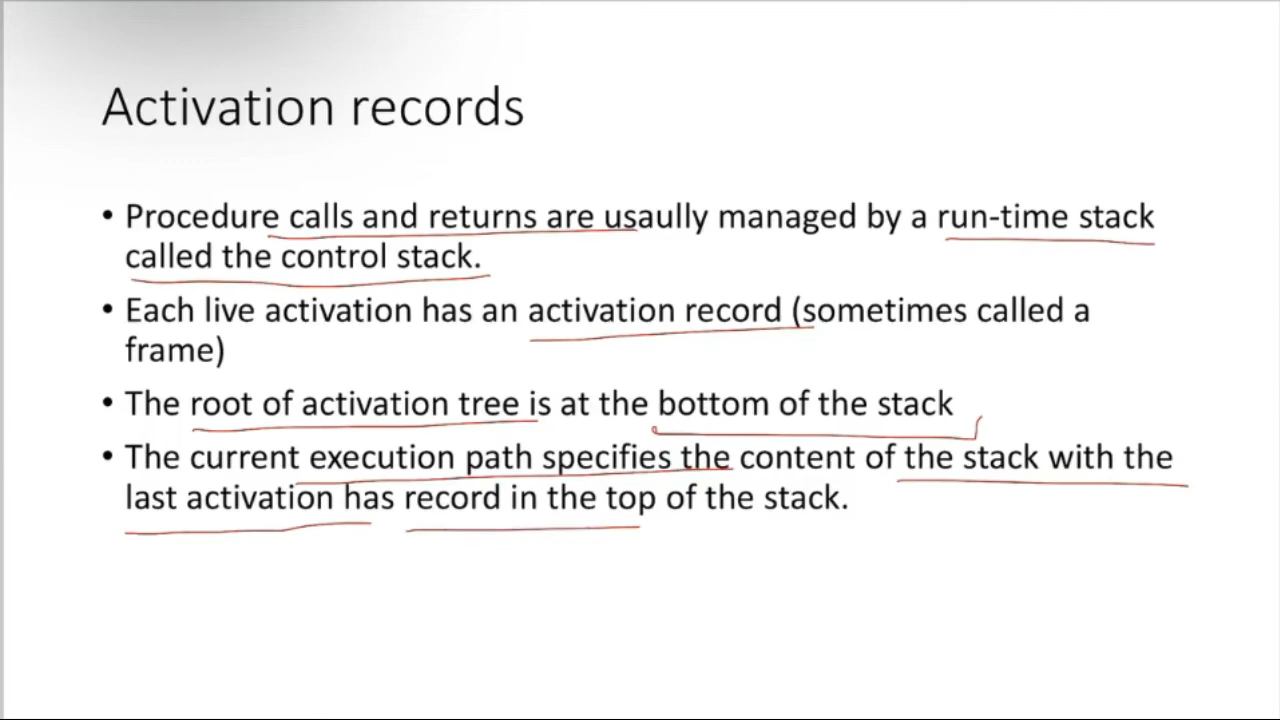 Activation records
• Procedure calls and returns are usaully managed by a run-time stack
called the control stack.
• Each live activation has an activation record (sometimes called a
frame)
• The root of activation tree is at the bottom of the stack
• The current execution path specifies the content of the stack with the
last activation has record in the top of the stack.